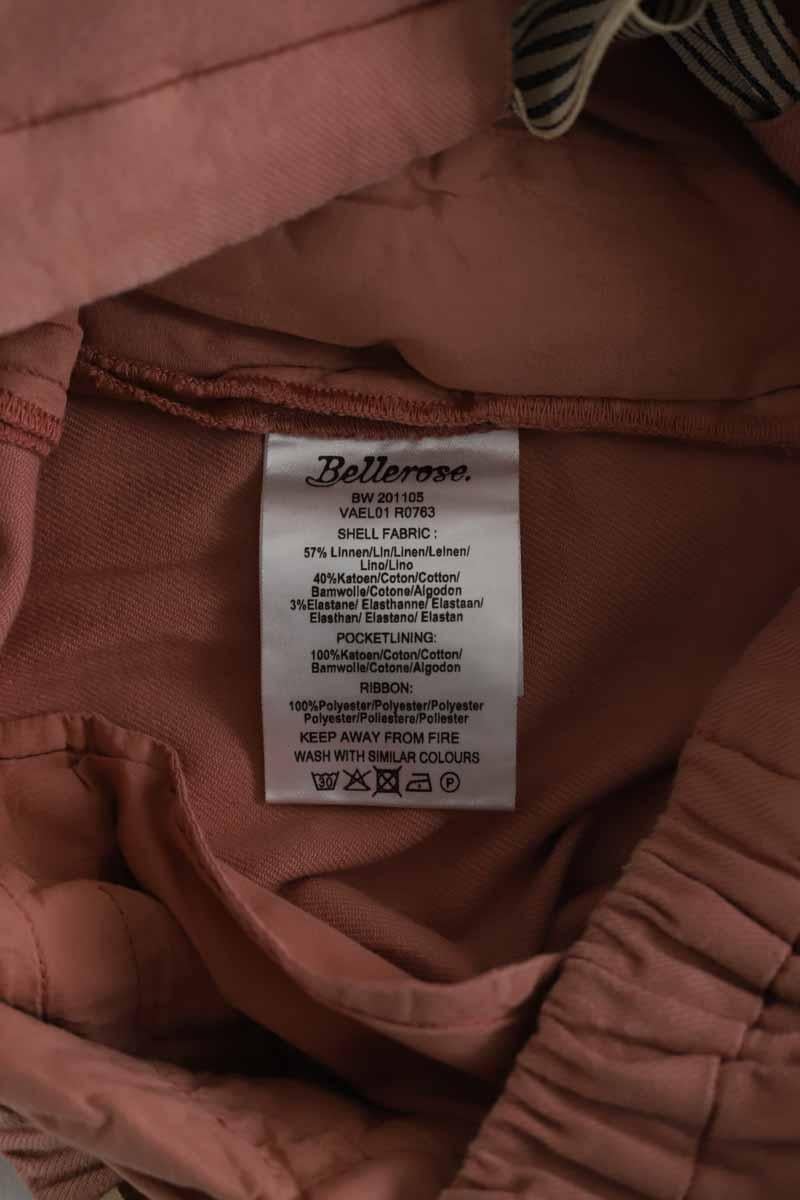 Bellerose.
BW 201105
VAEL01 R0763
SHELL FABRIC :
57% Linnen/Lin/Linen/Leinen/
Lino/Lino
40%Katoen/Coton/Cotton/
Bamwolle/Cotone/Algodon
3%Elastane/ Elasthanne/ Elastaan/
Elasthan/ Elastano/ Elastan
POCKETLINING:
100%Katoen/Coton/Cotton/
Bamwolle/Cotone/Algodon
RIBBON:
100%Polyester/Polyester/Polyester
Polyester/Poliestere/Poliester
KEEP AWAY FROM FIRE
WASH WITH SIMILAR COLOURS
30 P